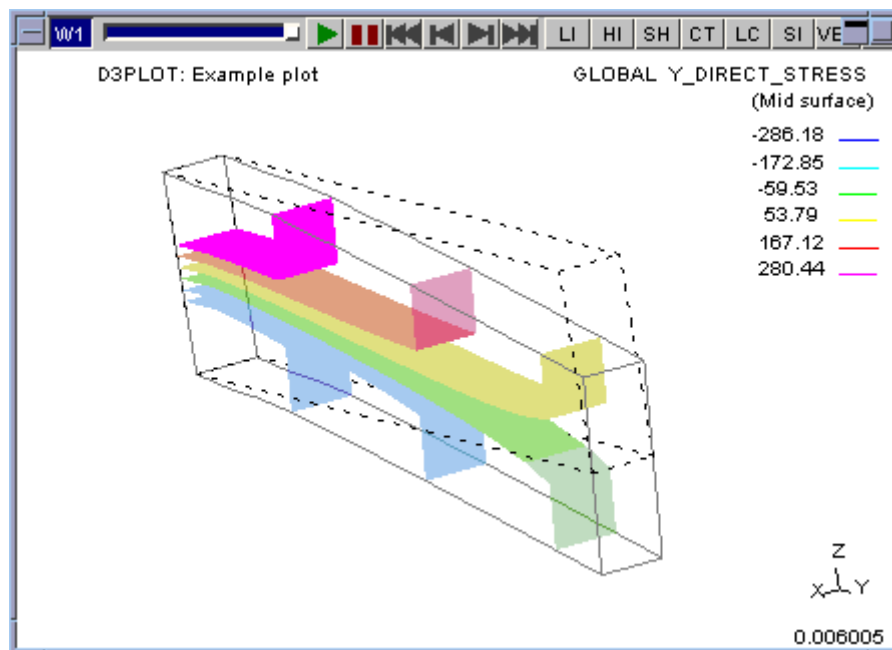 W1 LI HI SH CT LC SI VE
D3PLOT: Example plot
GLOBAL Y_DIRECT_STRESS
(Mid surface)
-286.18
-172.85
-59.53
53.79
167.12
280.44
Z
X Y
0.006005